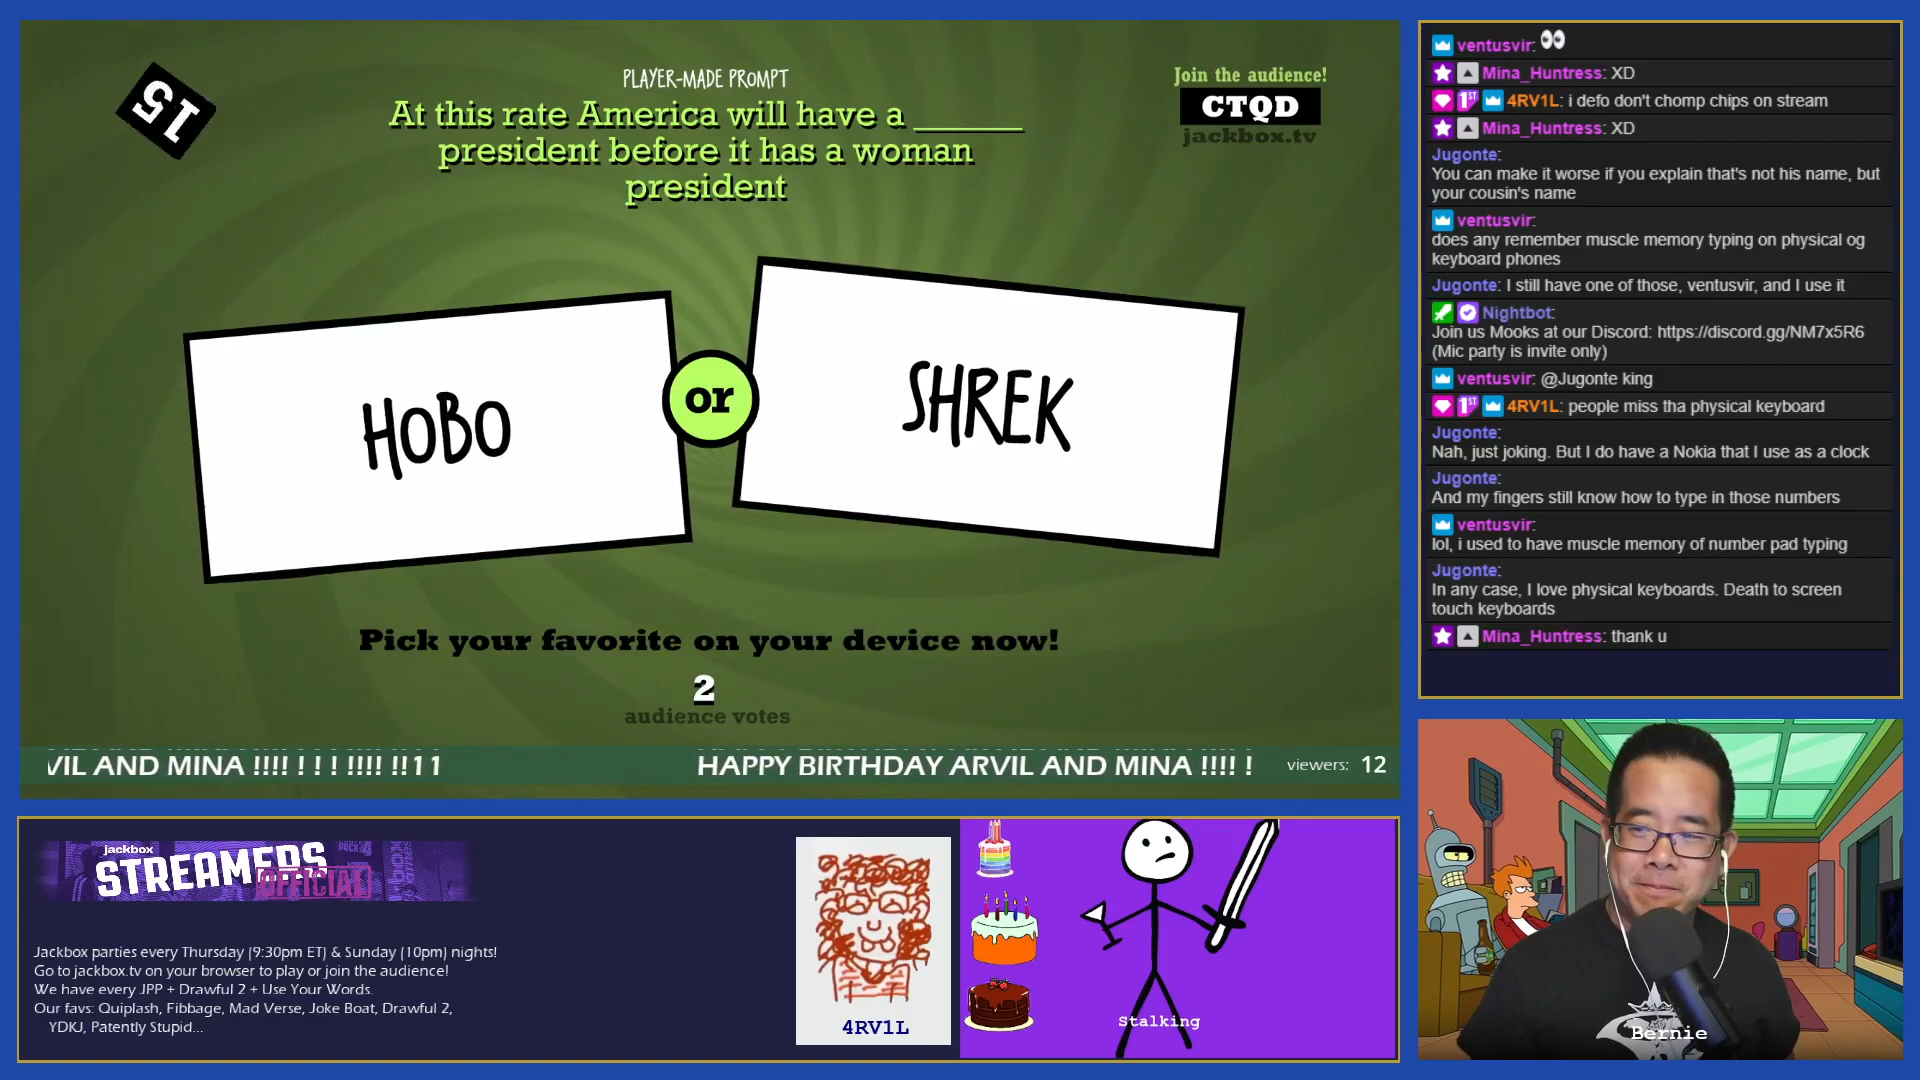 15
PLAYER-MADE PROMPT
At this rate America will have a ______
president before it has a woman
president
Join the audience!
CTQD
jackbox.tv
HOBO
or
SHREK
Pick your favorite on your device now!
2
audience votes
VIL AND MINA !!!! ! ! ! !!!! !!11
HAPPY BIRTHDAY ARVIL AND MINA !!!! !
viewers: 12
ventusvir: 👀
Mina_Huntress: XD
1ST 4RV1L: i defo don't chomp chips on stream
Mina_Huntress: XD
Jugonte:
You can make it worse if you explain that's not his name, but
your cousin's name
ventusvir:
does any remember muscle memory typing on physical og
keyboard phones
Jugonte: I still have one of those, ventusvir, and I use it
Nightbot:
Join us Mooks at our Discord: https://discord.gg/NM7x5R6
(Mic party is invite only)
ventusvir: @Jugonte king
1ST 4RV1L: people miss tha physical keyboard
Jugonte:
Nah, just joking. But I do have a Nokia that I use as a clock
Jugonte:
And my fingers still know how to type in those numbers
ventusvir:
lol, i used to have muscle memory of number pad typing
Jugonte:
In any case, I love physical keyboards. Death to screen
touch keyboards
Mina_Huntress: thank u
jackbox
STREAMERS
OFFICIAL
Jackbox parties every Thursday (9:30pm ET) & Sunday (10pm) nights!
Go to jackbox.tv on your browser to play or join the audience!
We have every JPP + Drawful 2 + Use Your Words.
Our favs: Quiplash, Fibbage, Mad Verse, Joke Boat, Drawful 2,
YDKJ, Patently Stupid...
4RV1L
Stalking
Bernie